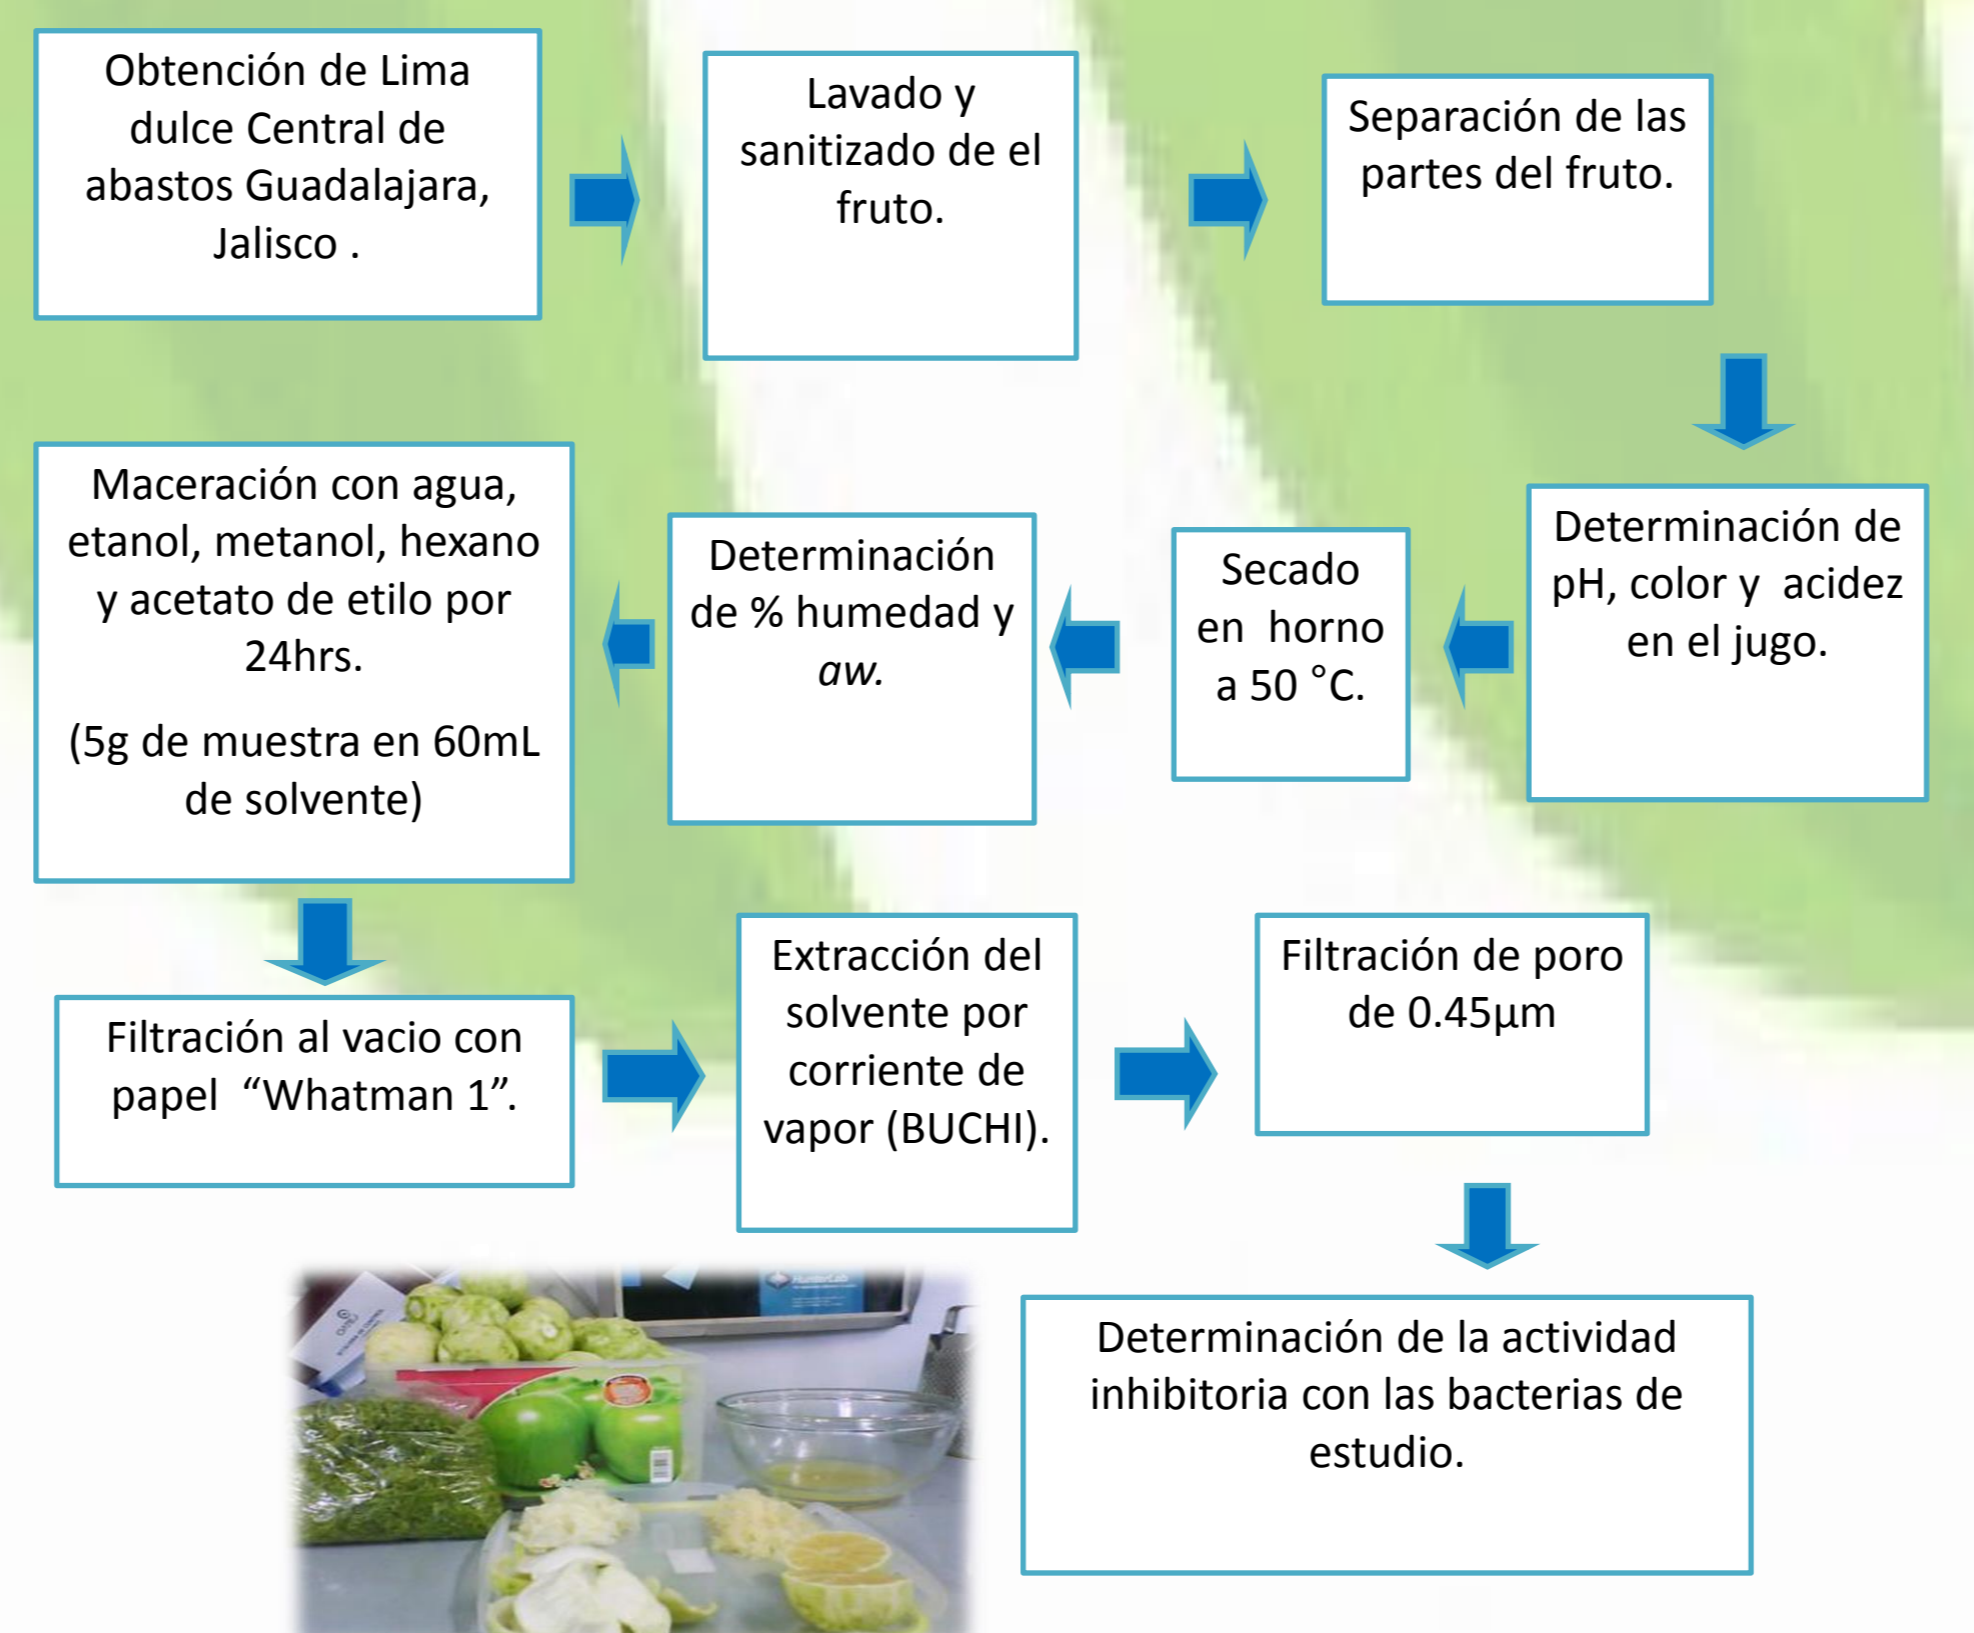 Obtención de Lima
dulce Central de
abastos Guadalajara,
Jalisco .
Lavado y
sanitizado de el
fruto.
Separación de las
partes del fruto.
Determinación de
pH, color y acidez
en el jugo.
Secado
en horno
a 50 °C.
Determinación
de % humedad y
aw.
Maceración con agua,
etanol, metanol, hexano
y acetato de etilo por
24hrs.
(5g de muestra en 60mL
de solvente)
Filtración al vacio con
papel “Whatman 1”.
Extracción del
solvente por
corriente de
vapor (BUCHI).
Filtración de poro
de 0.45µm
Determinación de la actividad
inhibitoria con las bacterias de
estudio.
HunterLab